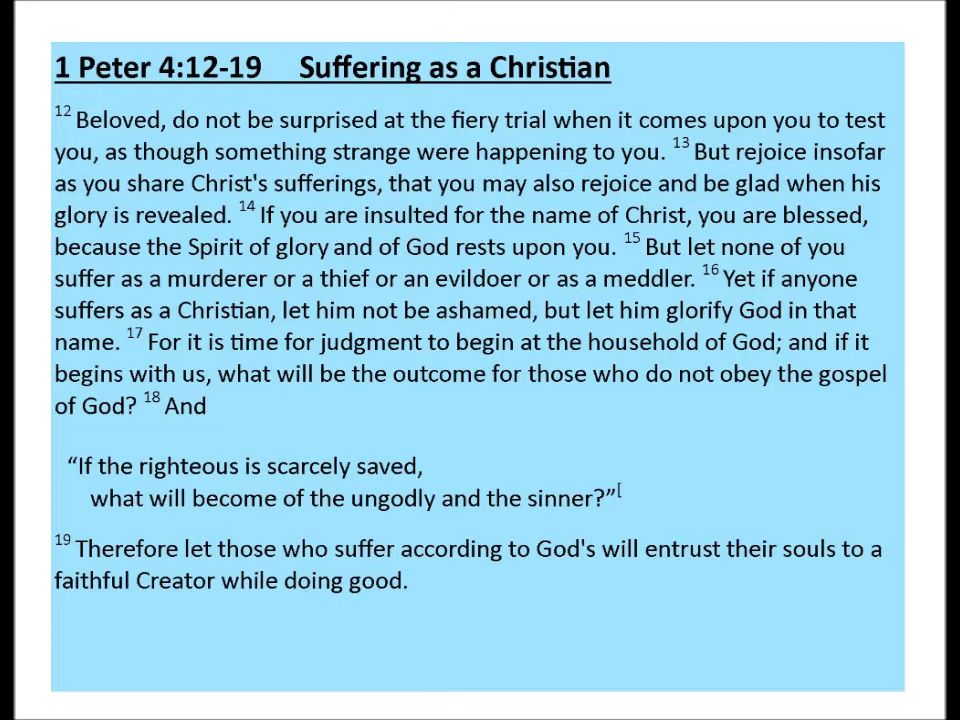 1 Peter 4:12-19 Suffering as a Christian
12 Beloved, do not be surprised at the fiery trial when it comes upon you to test
you, as though something strange were happening to you. 13 But rejoice insofar
as you share Christ's sufferings, that you may also rejoice and be glad when his
glory is revealed. 14 If you are insulted for the name of Christ, you are blessed,
because the Spirit of glory and of God rests upon you. 15 But let none of you
suffer as a murderer or a thief or an evildoer or as a meddler. 16 Yet if anyone
suffers as a Christian, let him not be ashamed, but let him glorify God in that
name. 17 For it is time for judgment to begin at the household of God; and if it
begins with us, what will be the outcome for those who do not obey the gospel
of God? 18 And
“If the righteous is scarcely saved,
what will become of the ungodly and the sinner?”[
19 Therefore let those who suffer according to God's will entrust their souls to a
faithful Creator while doing good.